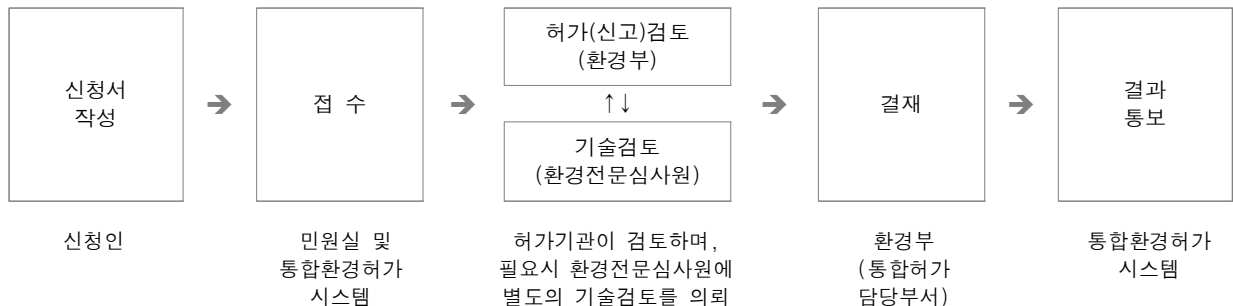 신청서
작성
➔
접 수
➔
허가(신고)검토
(환경부)
↑↓
기술검토
(환경전문심사원)
➔
결재
➔
결과
통보
신청인
민원실 및
통합환경허가
시스템
허가기관이 검토하며,
필요시 환경전문심사원에
별도의 기술검토를 의뢰
환경부
(통합허가
담당부서)
통합환경허가
시스템